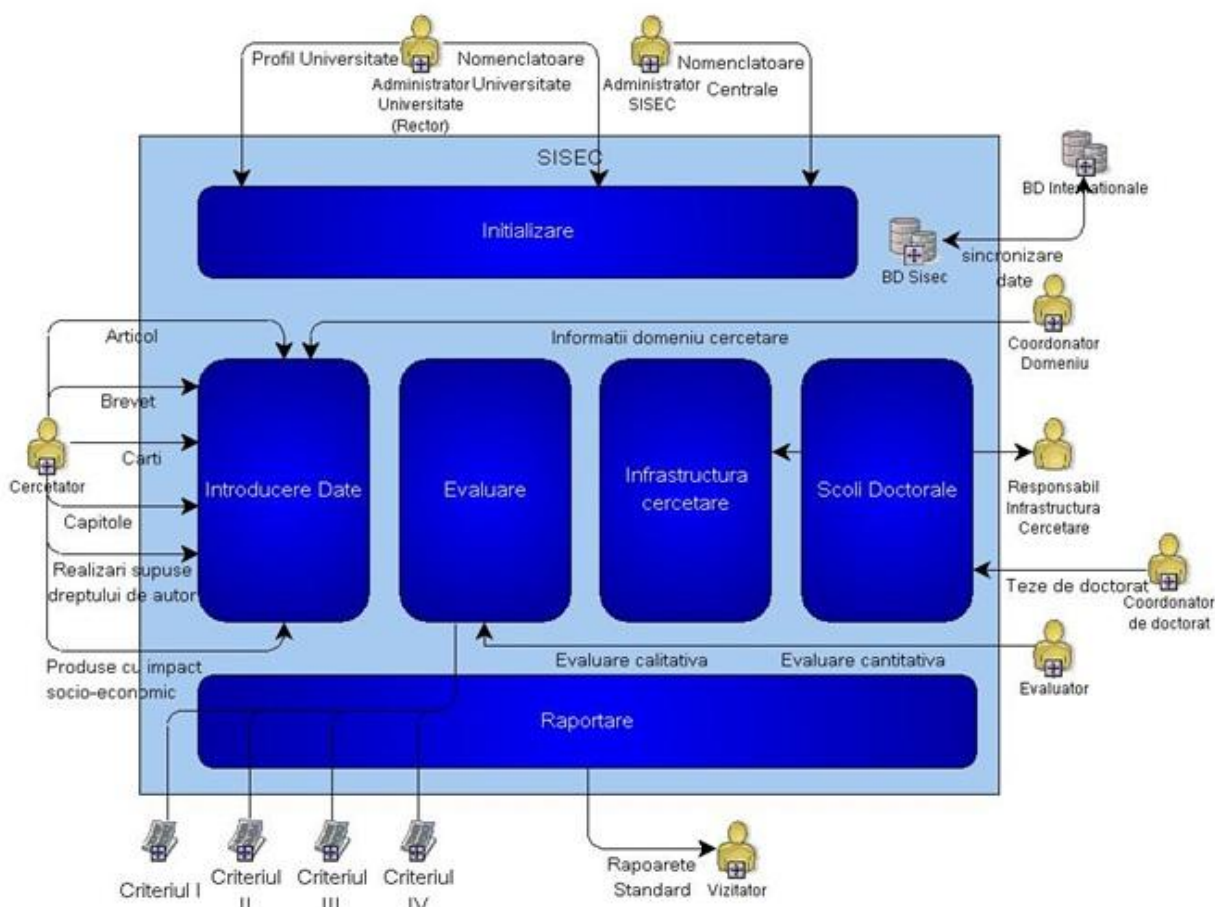 Profil Universitate
Administrator
Universitate
(Rector)
Nomenclatoare
Universitate
Administrator
SISEC
Nomenclatoare
Centrale
SISEC
Initializare
BD Sisec
BD Internationale
sincronizare
date
Articol
Informatii domeniu cercetare
Coordonator
Domeniu
Brevet
Cercetator
Carti
Capitole
Realizari supuse
dreptului de autor
Produse cu impact
socio-economic
Introducere Date
Evaluare
Infrastructura
cercetare
Scoli Doctorale
Responsabil
Infrastructura
Cercetare
Teze de doctorat
Coordonator
de doctorat
Evaluare calitativa
Evaluare cantitativa
Evaluator
Raportare
Criteriul I
Criteriul
II
Criteriul
III
Criteriul
IV
Rapoarete
Standard
Vizitator